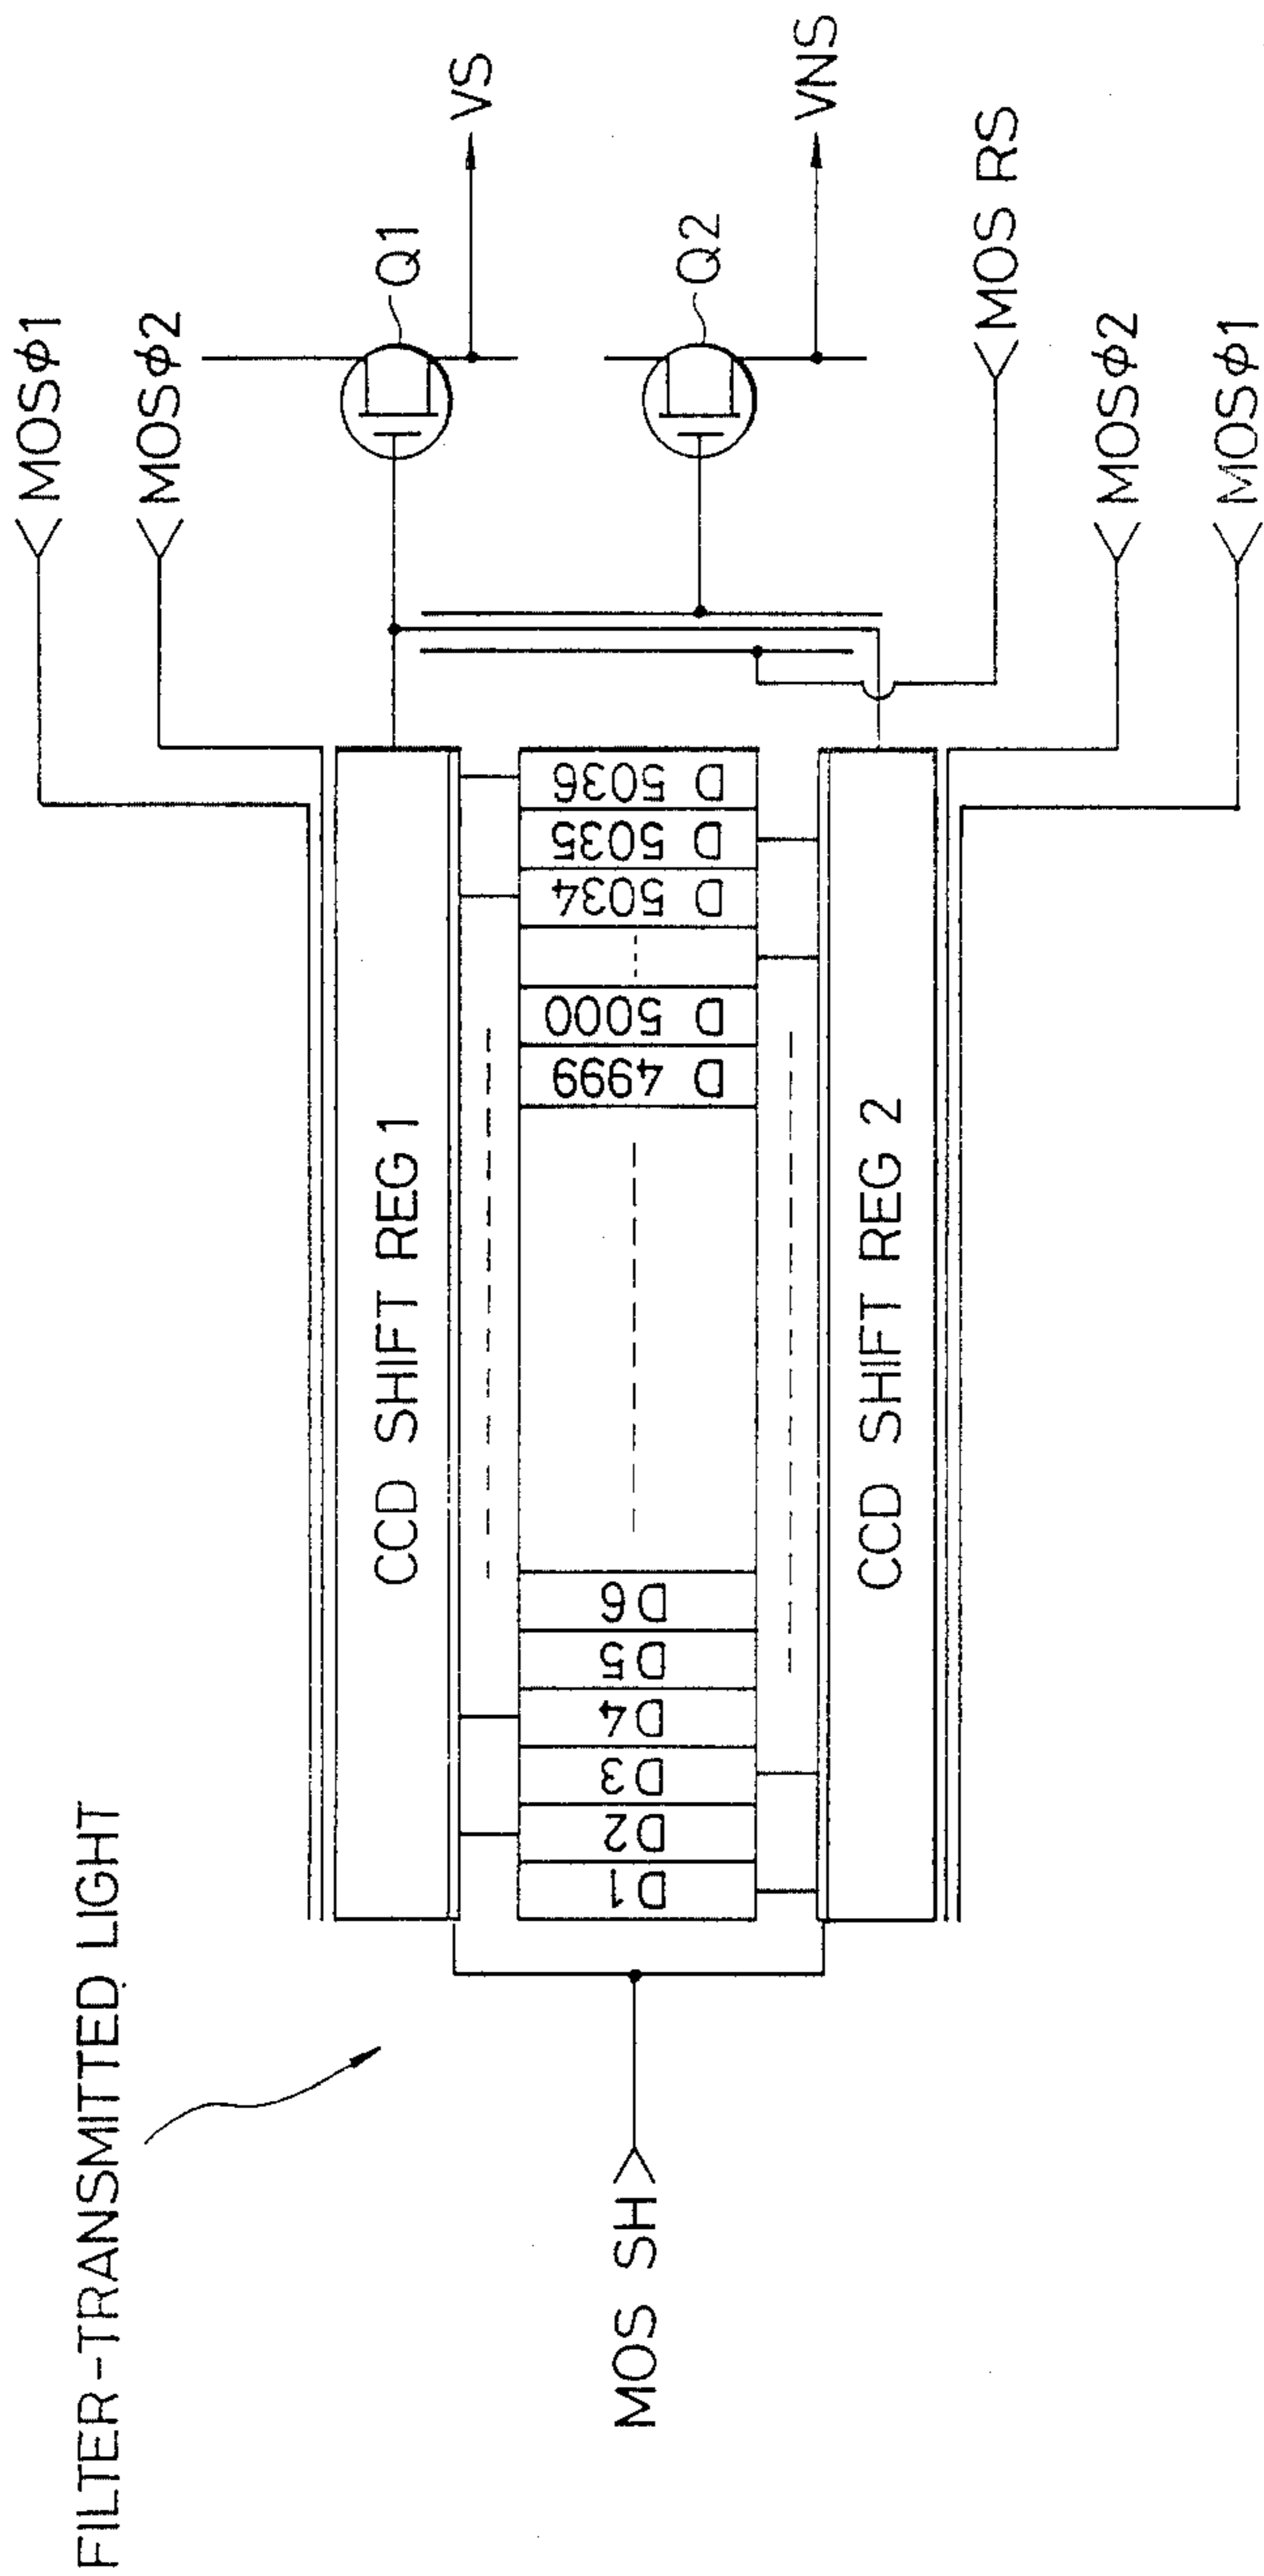 FILTER-TRANSMITTED LIGHT
MOSφ1
MOSφ2
Q1
VS
CCD SHIFT REG 1
MOS SH
D1
D2
D3
D4
D5
D6
D 4999
D 5000
D 5034
D 5035
D 5036
Q2
VNS
CCD SHIFT REG 2
MOS RS
MOSφ2
MOSφ1